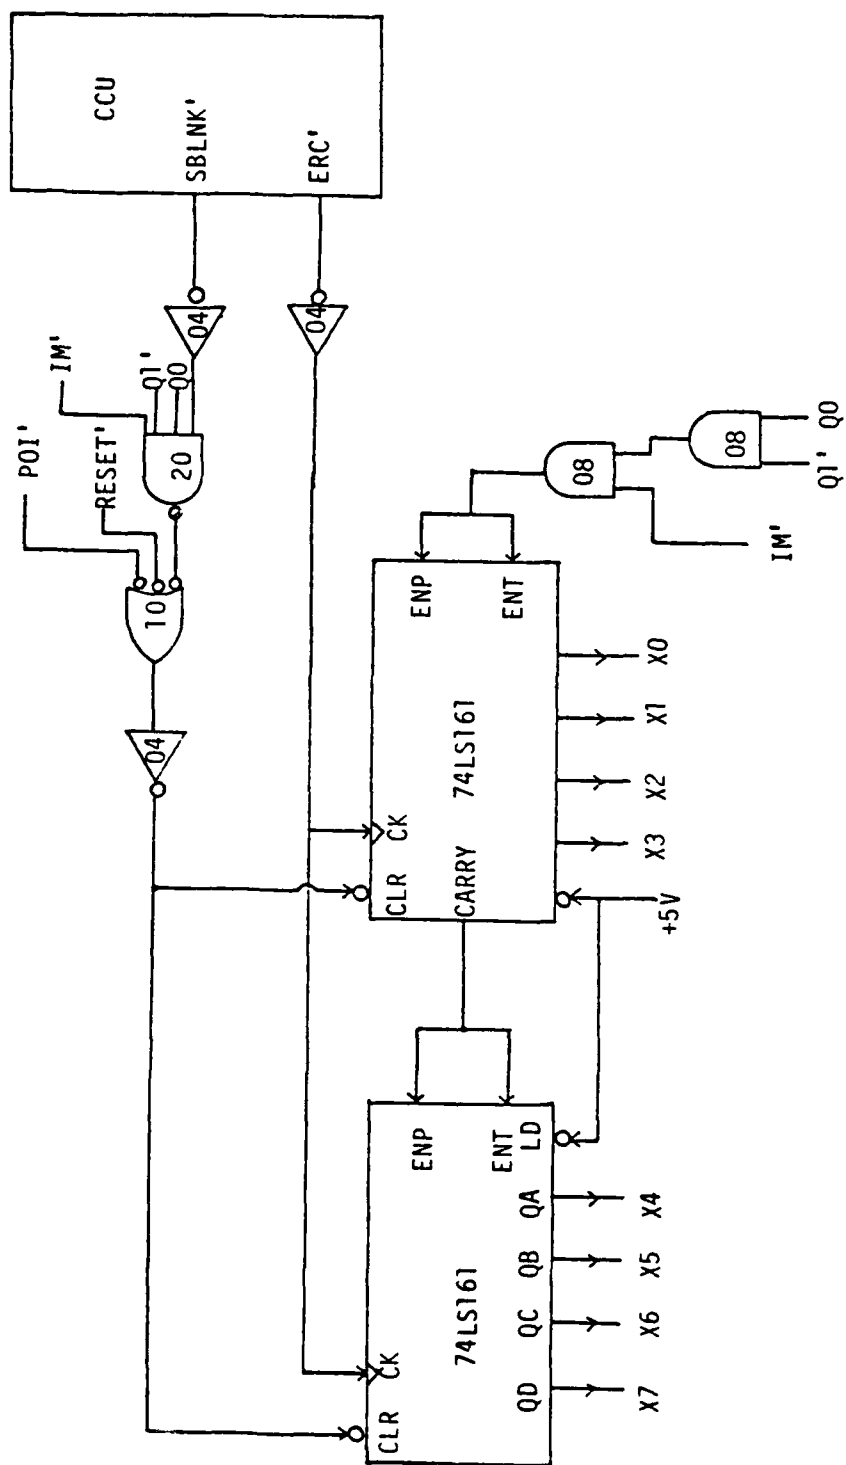 CCU
SBLNK'
ERC'
04
04
IM'
Q1'
Q0
20
POI'
RESET'
10
04
08
08
Q0
Q1'
IM'
ENP
ENT
74LS161
CK
CLR
CARRY
X0
X1
X2
X3
+5V
ENP
ENT
LD
74LS161
CK
CLR
QA
QB
QC
QD
X4
X5
X6
X7